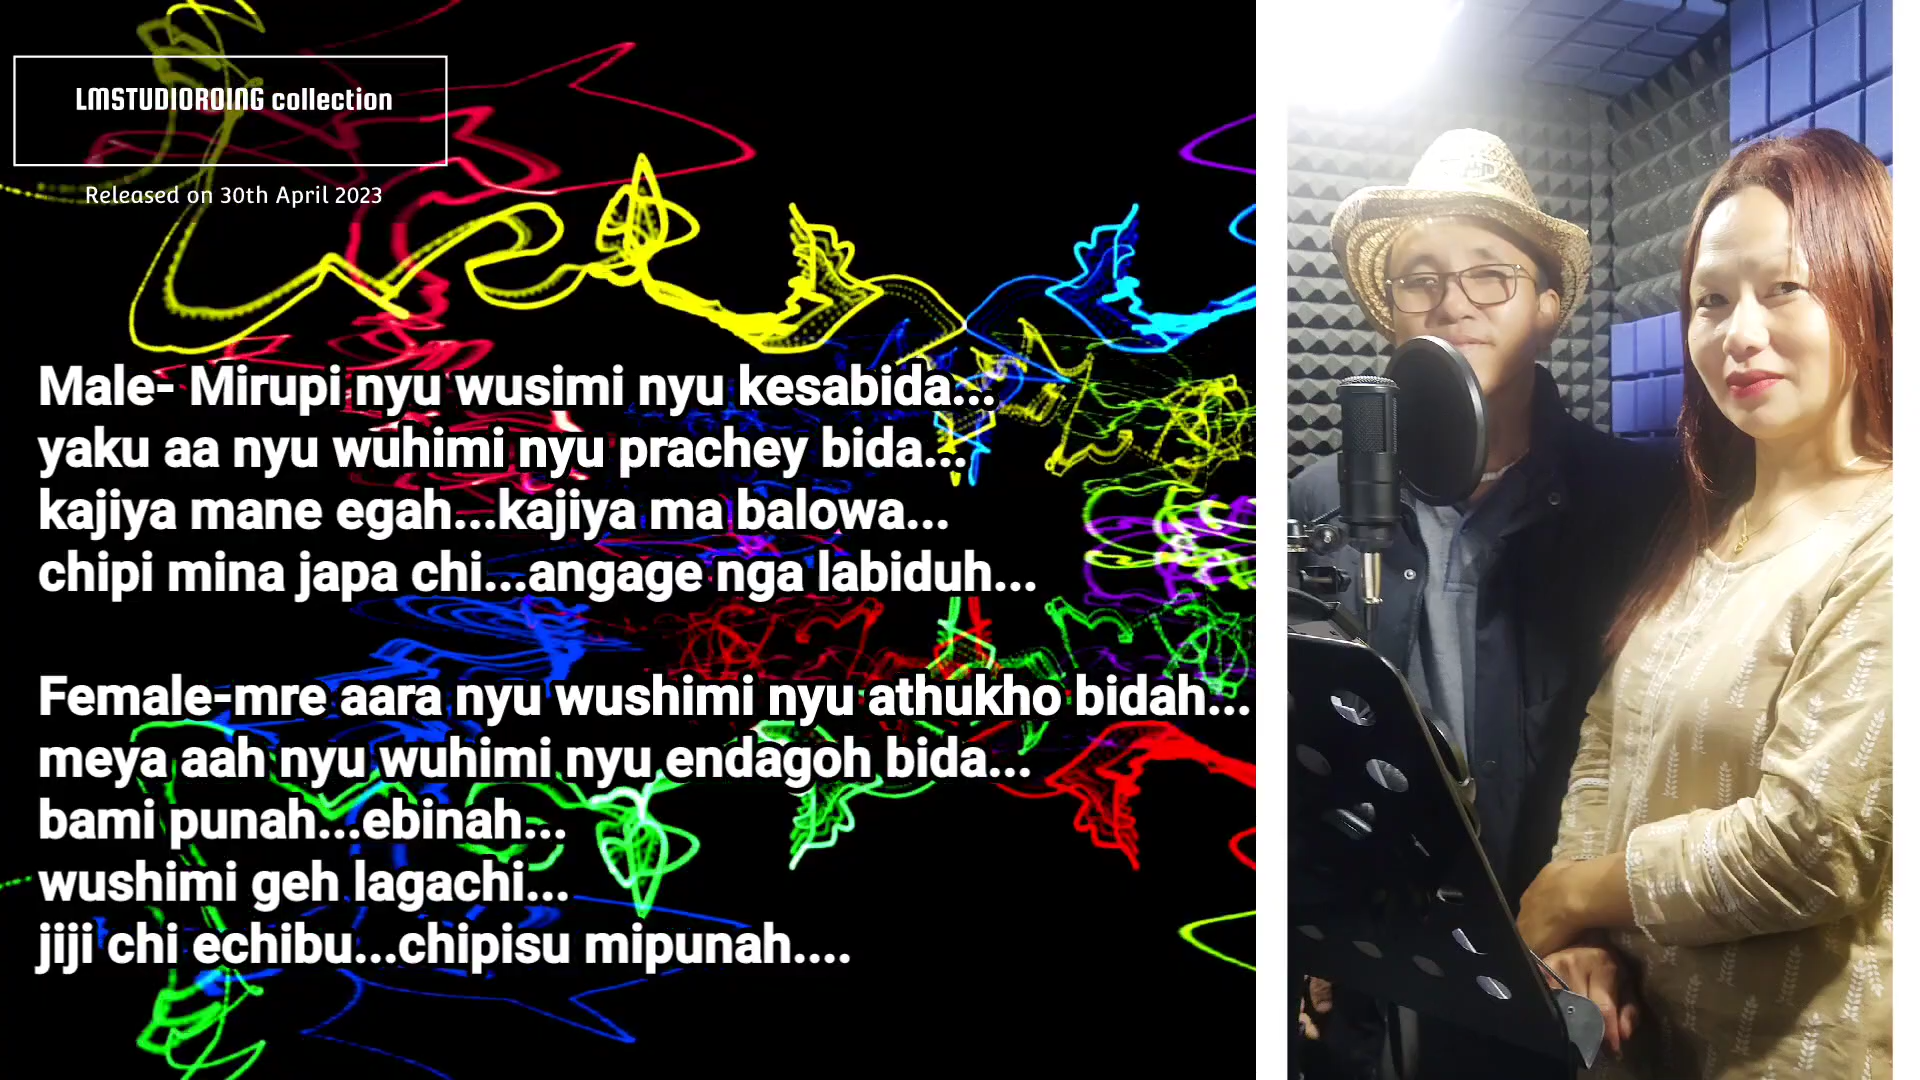 LMSTUDIOROING collection
Released on 30th April 2023
Male- Mirupi nyu wusimi nyu kesabida...
yaku aa nyu wuhimi nyu prachey bida...
kajiya mane egah...kajiya ma balowa...
chipi mina japa chi...angage nga labiduh...
Female-mre aara nyu wushimi nyu athukho bidah...
meya aah nyu wuhimi nyu endagoh bida...
bami punah...ebinah...
wushimi geh lagachi...
jiji chi echibu...chipisu mipunah....